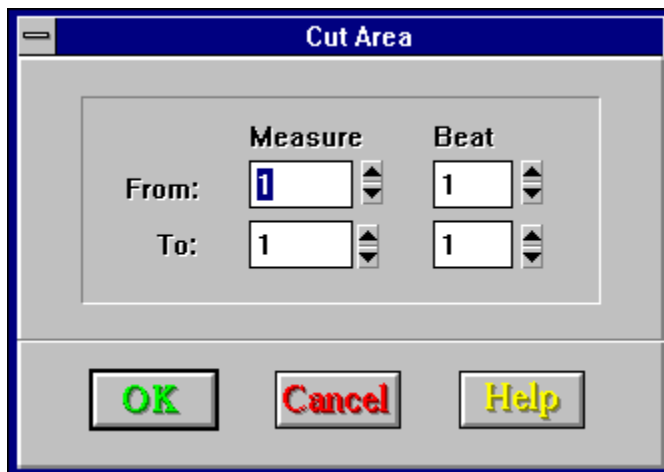 Cut Area
Measure Beat
From: 1 1
To: 1 1
OK Cancel Help